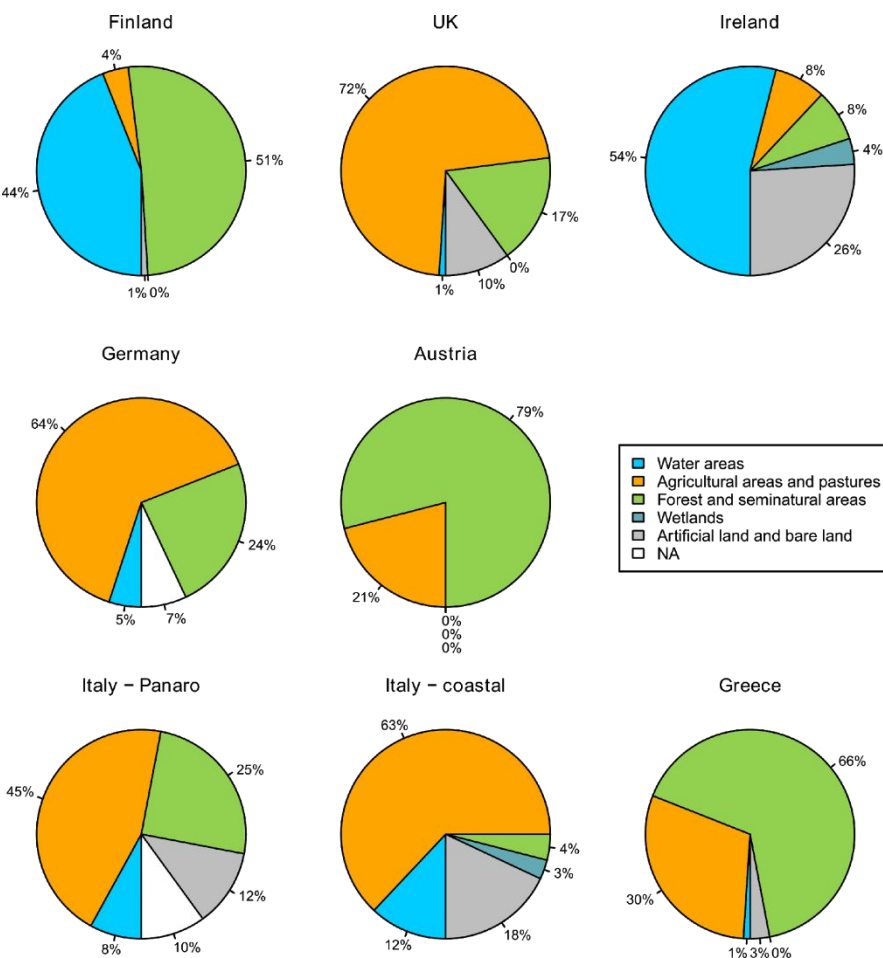 Finland
4%
51%
44%
1%
0%
UK
72%
17%
0%
10%
1%
Ireland
8%
8%
4%
54%
26%
Germany
64%
24%
5%
7%
Austria
79%
21%
0%
0%
0%
Water areas
Agricultural areas and pastures
Forest and seminatural areas
Wetlands
Artificial land and bare land
NA
Italy − Panaro
45%
25%
12%
8%
10%
Italy − coastal
63%
4%
3%
12%
18%
Greece
66%
30%
1%
3%
0%